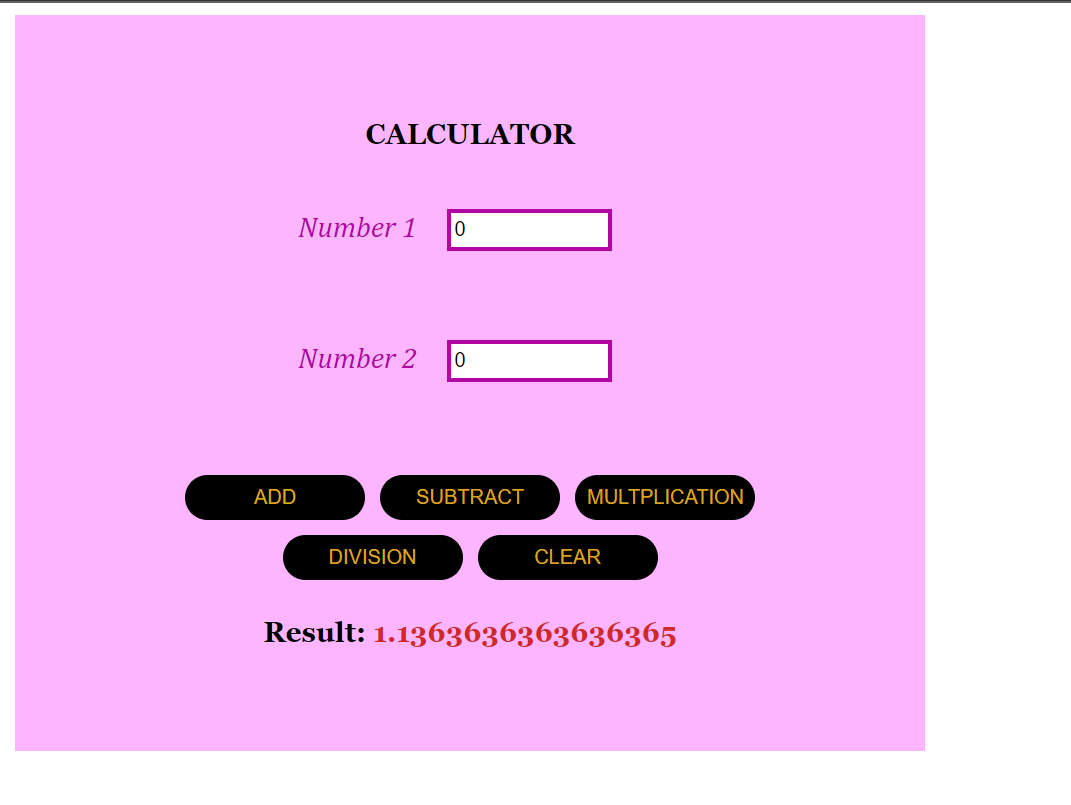 CALCULATOR
Number 1 0
Number 2 0
ADD SUBTRACT MULTPLICATION
DIVISION CLEAR
Result: 1.1363636363636365